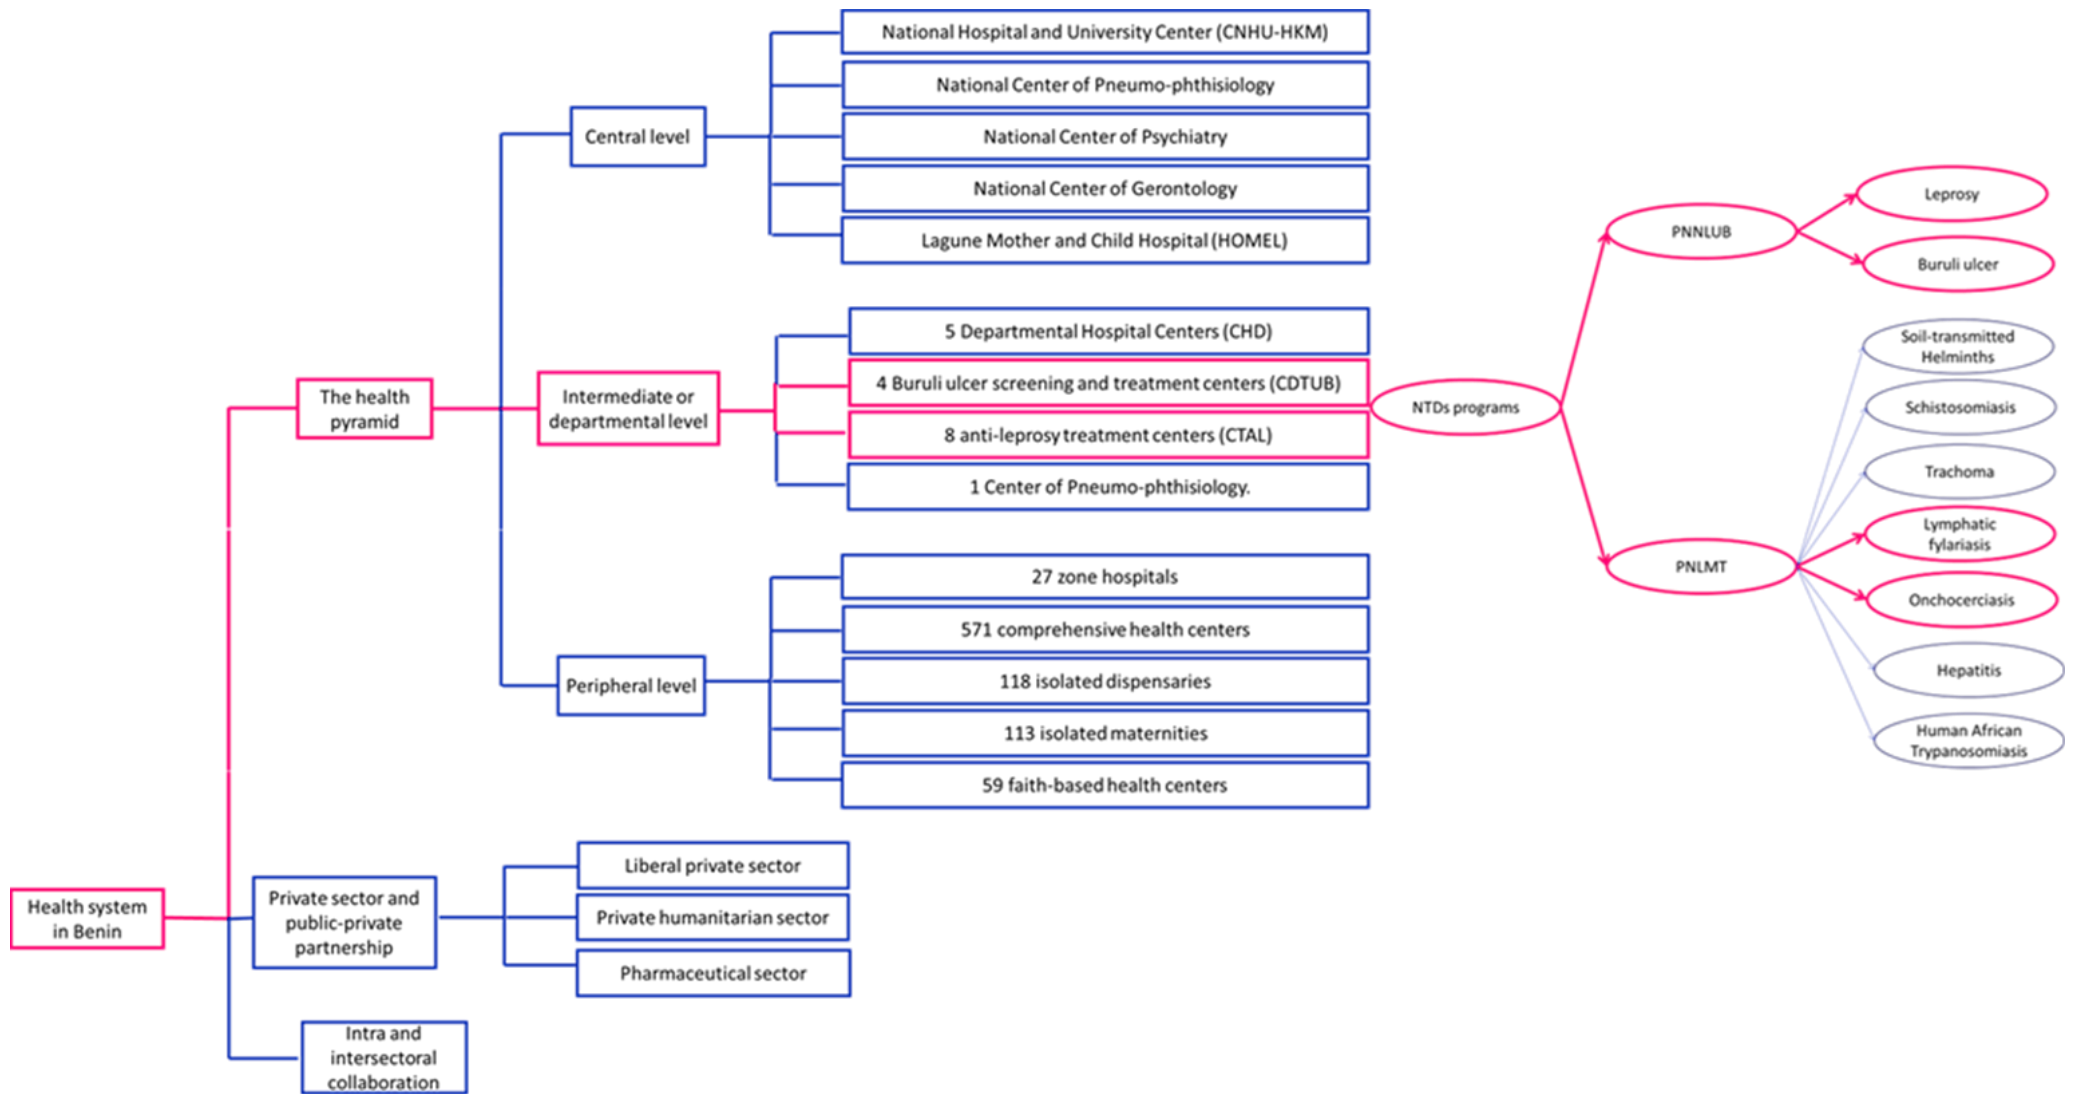 National Hospital and University Center (CNHU-HKM)
National Center of Pneumo-phthisiology
Central level
National Center of Psychiatry
National Center of Gerontology
Lagune Mother and Child Hospital (HOMEL)
The health
pyramid
Intermediate or
departmental level
5 Departmental Hospital Centers (CHD)
4 Buruli ulcer screening and treatment centers (CDTUB)
8 anti-leprosy treatment centers (CTAL)
1 Center of Pneumo-phthisiology.
Peripheral level
27 zone hospitals
571 comprehensive health centers
118 isolated dispensaries
113 isolated maternities
59 faith-based health centers
NTDs programs
PNNLUB
Leprosy
Buruli ulcer
PNLMT
Soil-transmitted
Helminths
Schistosomiasis
Trachoma
Lymphatic
fylariasis
Onchocerciasis
Hepatitis
Human African
Trypanosomiasis
Health system
in Benin
Private sector and
public-private
partnership
Liberal private sector
Private humanitarian sector
Pharmaceutical sector
Intra and
intersectoral
collaboration